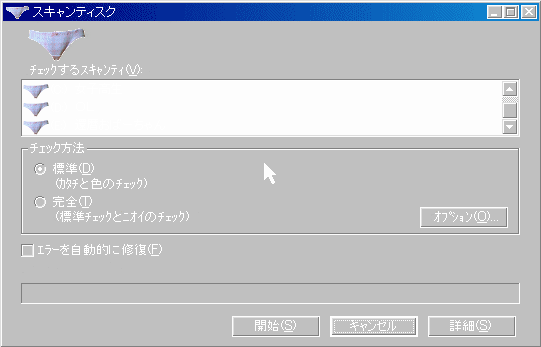 スキャンティスク
チェックするスキャンティ(V):
チェック方法
標準(D)
(ｶﾀﾁと色のチェック)
完全(T)
(標準チェックとﾆｵｲのチェック)
オプション(O)...
エラーを自動的に修復(F)
開始(S)
キャンセル
詳細(S)